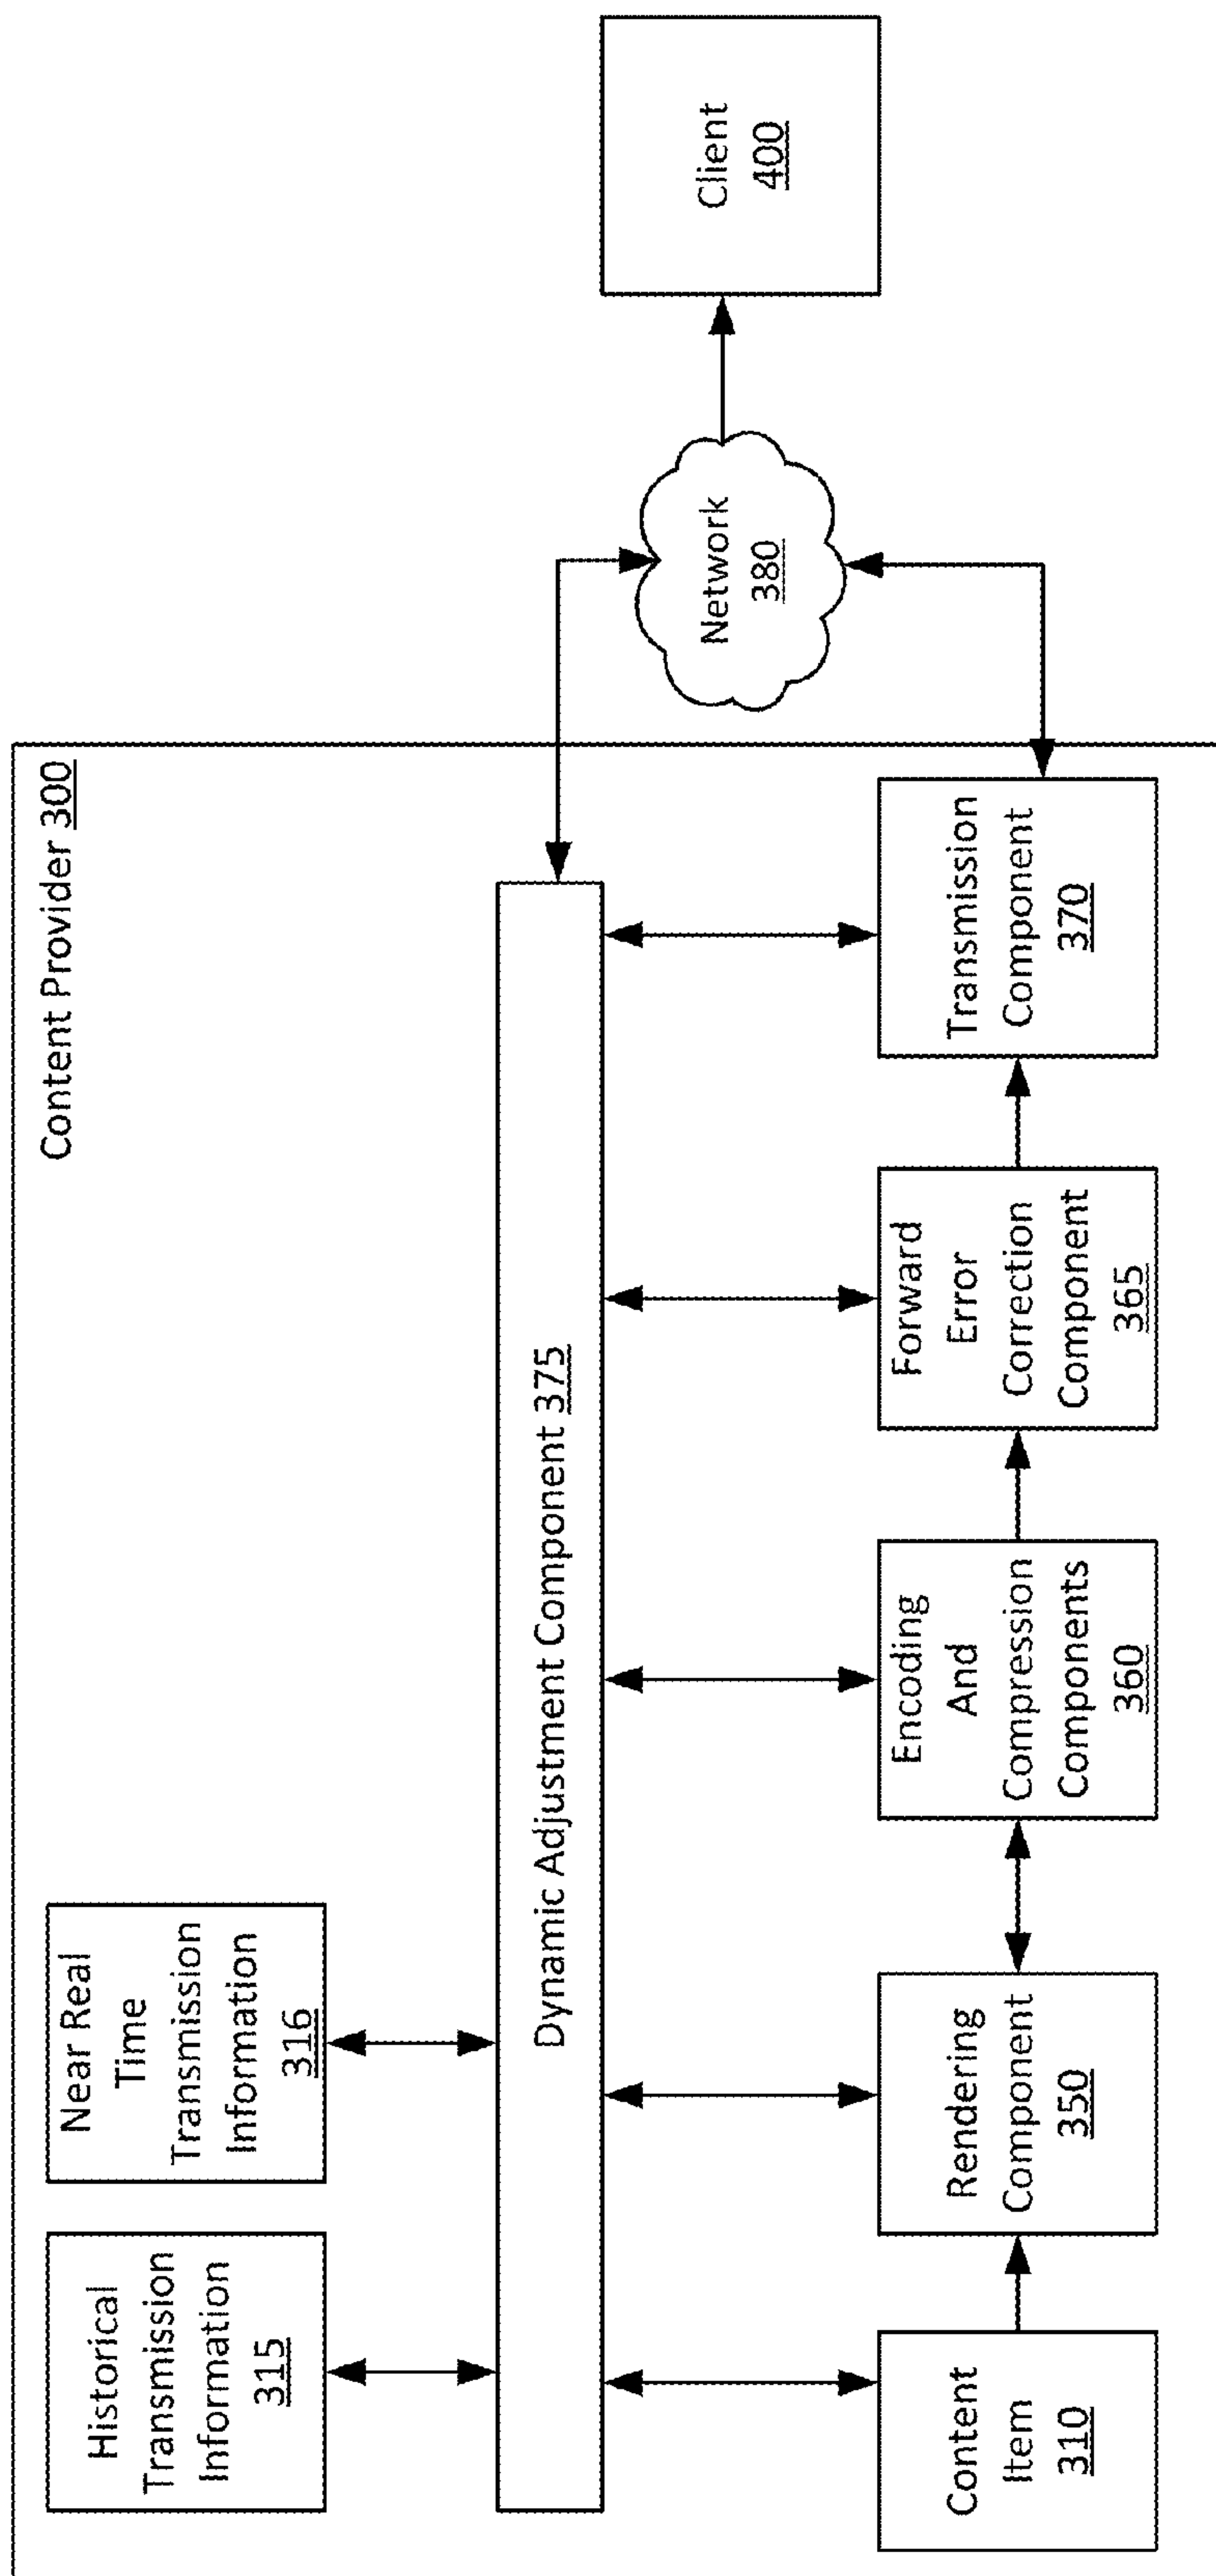 Content Provider 300
Historical
Transmission
Information
315
Near Real
Time
Transmission
Information
316
Dynamic Adjustment Component 375
Content
Item
310
Rendering
Component
350
Encoding
And
Compression
Components
360
Forward
Error
Correction
Component
365
Transmission
Component
370
Network
380
Client
400